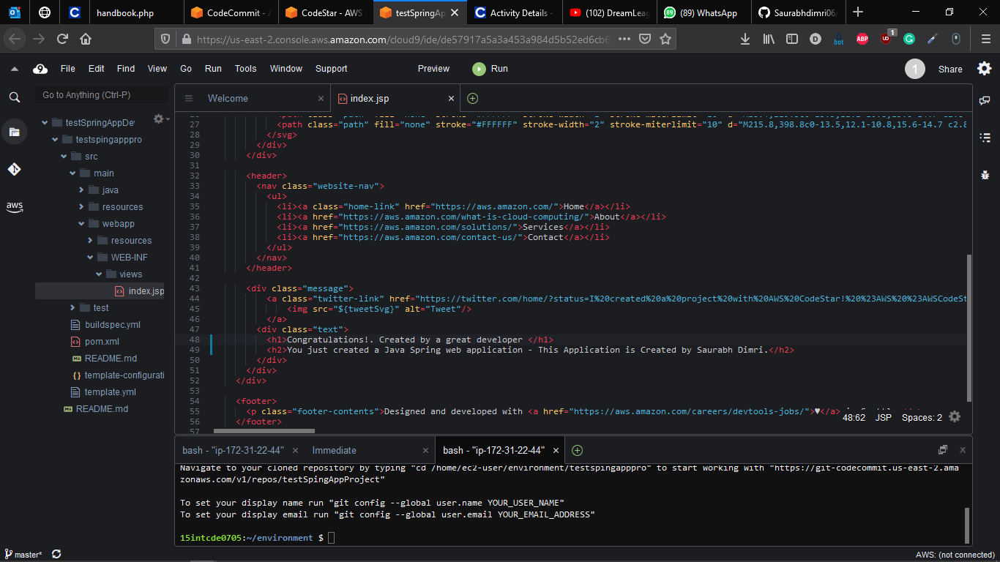 handbook.php
CodeCommit - A
CodeStar - AWS
testSpringAp
Activity Details -
(102) DreamLeag
(89) WhatsApp
Saurabhdimri06/
https://us-east-2.console.aws.amazon.com/cloud9/ide/de57917a5a3a453a984d5b52ed6cb6
ABP
1
bot
File Edit Find View Go Run Tools Window Support Preview Run
1 Share
Go to Anything (Ctrl-P)
Welcome
index.jsp
testSpringAppDev
testspingapppro
src
main
java
resources
webapp
resources
WEB-INF
views
index.jsp
test
buildspec.yml
pom.xml
README.md
template-configurati
template.yml
README.md
aws
27 <path class="path" fill="none" stroke="#FFFFFF" stroke-width="2" stroke-miterlimit="10" d="M215.8,398.8c0-13.5,12.1-10.8,15.6-14.7 c2.8
28 </svg>
29 </div>
30 </div>
31
32 <header>
33 <nav class="website-nav">
34 <ul>
35 <li><a class="home-link" href="https://aws.amazon.com/">Home</a></li>
36 <li><a href="https://aws.amazon.com/what-is-cloud-computing/">About</a></li>
37 <li><a href="https://aws.amazon.com/solutions/">Services</a></li>
38 <li><a href="https://aws.amazon.com/contact-us/">Contact</a></li>
39 </ul>
40 </nav>
41 </header>
42
43 <div class="message">
44 <a class="twitter-link" href="https://twitter.com/home/?status=I%20created%20a%20project%20with%20AWS%20CodeStar!%20%23AWS%20%23AWSCodeSt
45 <img src="${tweetSvg}" alt="Tweet"/>
46 </a>
47 <div class="text">
48 <h1>Congratulations!. Created by a great developer </h1>
49 <h2>You just created a Java Spring web application - This Application is Created by Saurabh Dimri.</h2>
50 </div>
51 </div>
52 </div>
53
54 <footer>
55 <p class="footer-contents">Designed and developed with <a href="https://aws.amazon.com/careers/devtools-jobs/">♥</a>
56 </footer>
57
48:62 JSP Spaces: 2
bash - "ip-172-31-22-44"
Immediate
bash - "ip-172-31-22-44"
Navigate to your cloned repository by typing "cd /home/ec2-user/environment/testspingapppro" to start working with "https://git-codecommit.us-east-2.ama
zonaws.com/v1/repos/testSpingAppProject"
To set your display name run "git config --global user.name YOUR_USER_NAME"
To set your display email run "git config --global user.email YOUR_EMAIL_ADDRESS"
15intcde0705:~/environment $
master*
AWS: (not connected)